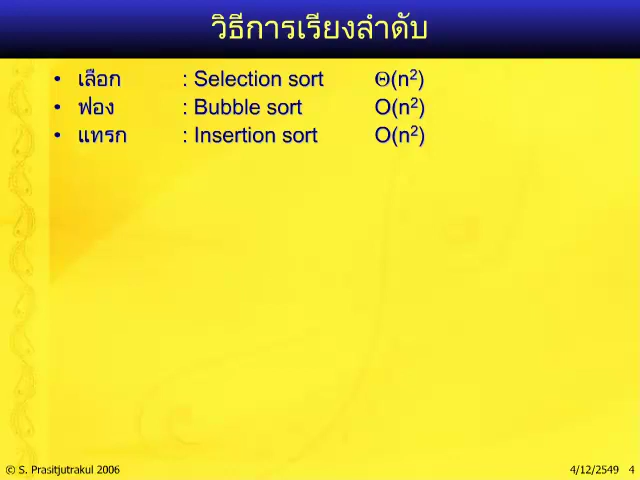 วิธีการเรียงลำดับ
• เลือก : Selection sort Θ(n²)
• ฟอง : Bubble sort O(n²)
• แทรก : Insertion sort O(n²)
© S. Prasitjutrakul 2006 4/12/2549 4